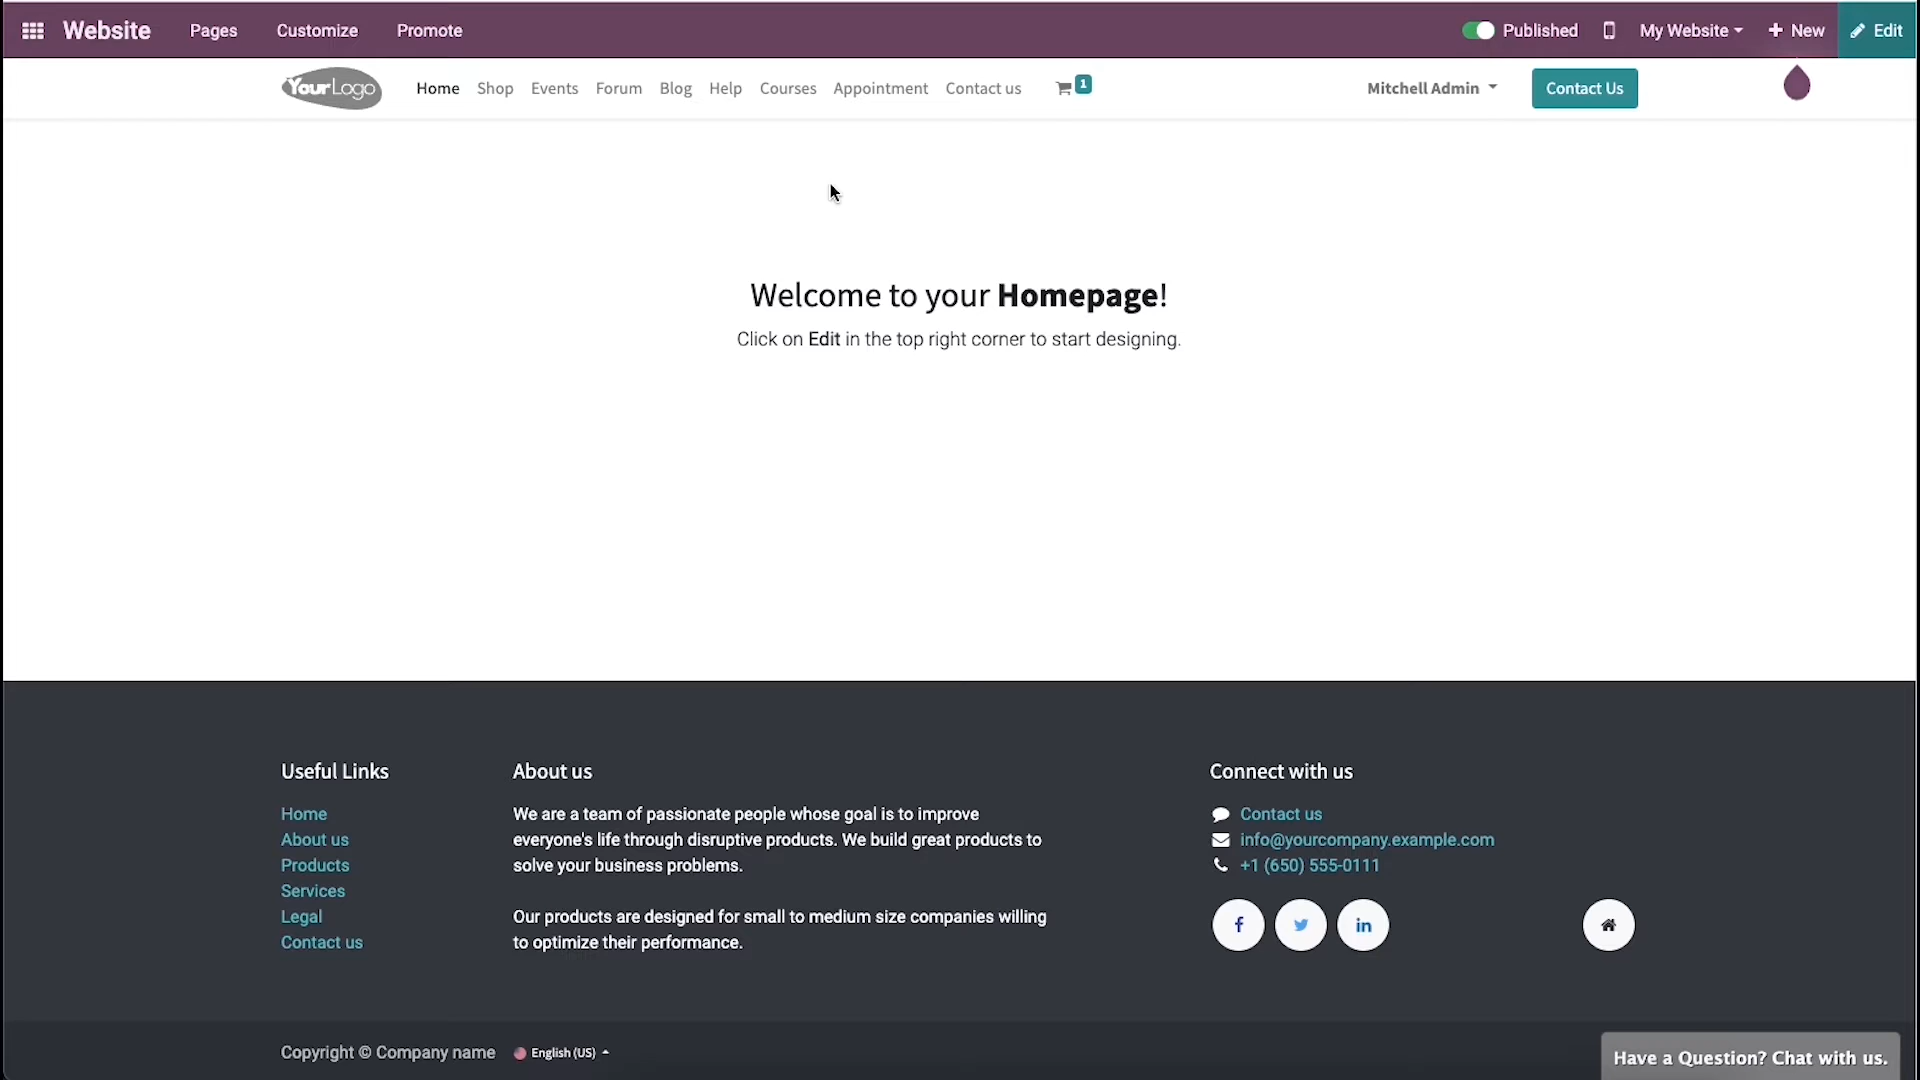 Website Pages Customize Promote Published My Website + New Edit
YourLogo Home Shop Events Forum Blog Help Courses Appointment Contact us 1 Mitchell Admin Contact Us
Welcome to your Homepage!
Click on Edit in the top right corner to start designing.
Useful Links
Home
About us
Products
Services
Legal
Contact us
About us
We are a team of passionate people whose goal is to improve
everyone's life through disruptive products. We build great products to
solve your business problems.
Our products are designed for small to medium size companies willing
to optimize their performance.
Connect with us
Contact us
info@yourcompany.example.com
+1 (650) 555-0111
f
in
Copyright © Company name English (US)
Have a Question? Chat with us.